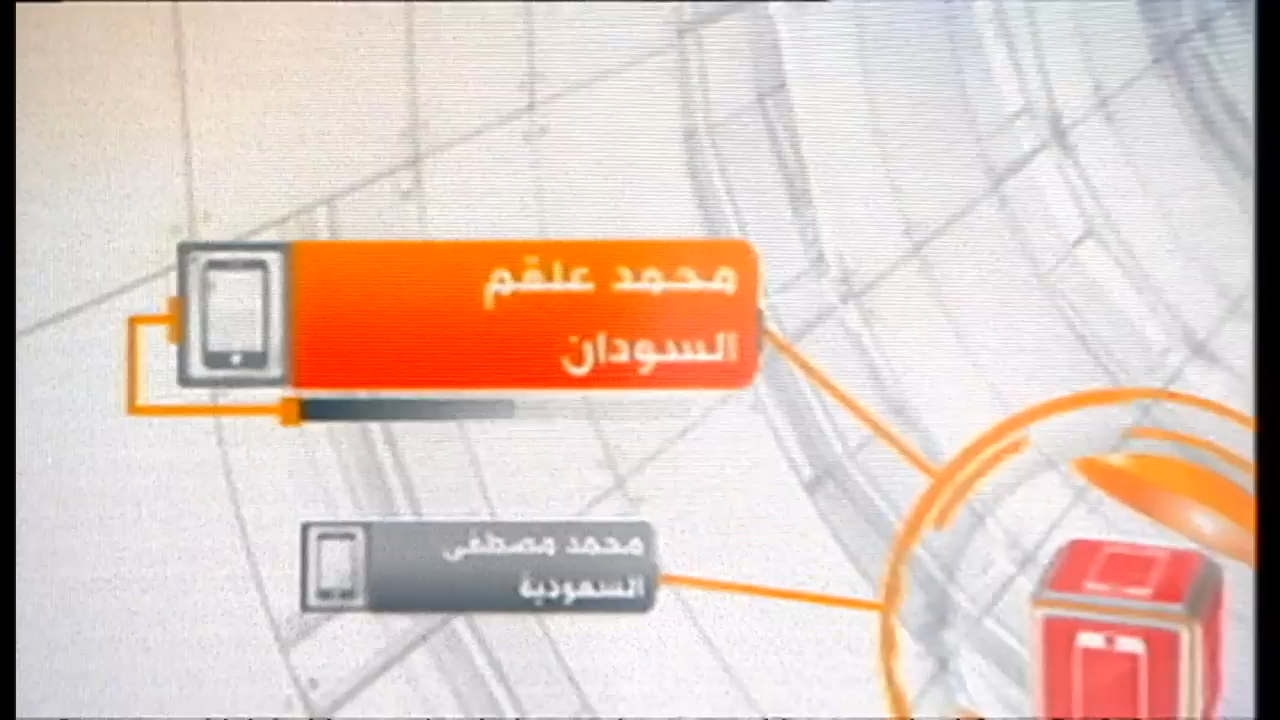 محمد علقم
السودان
محمد مصطفى
السعودية